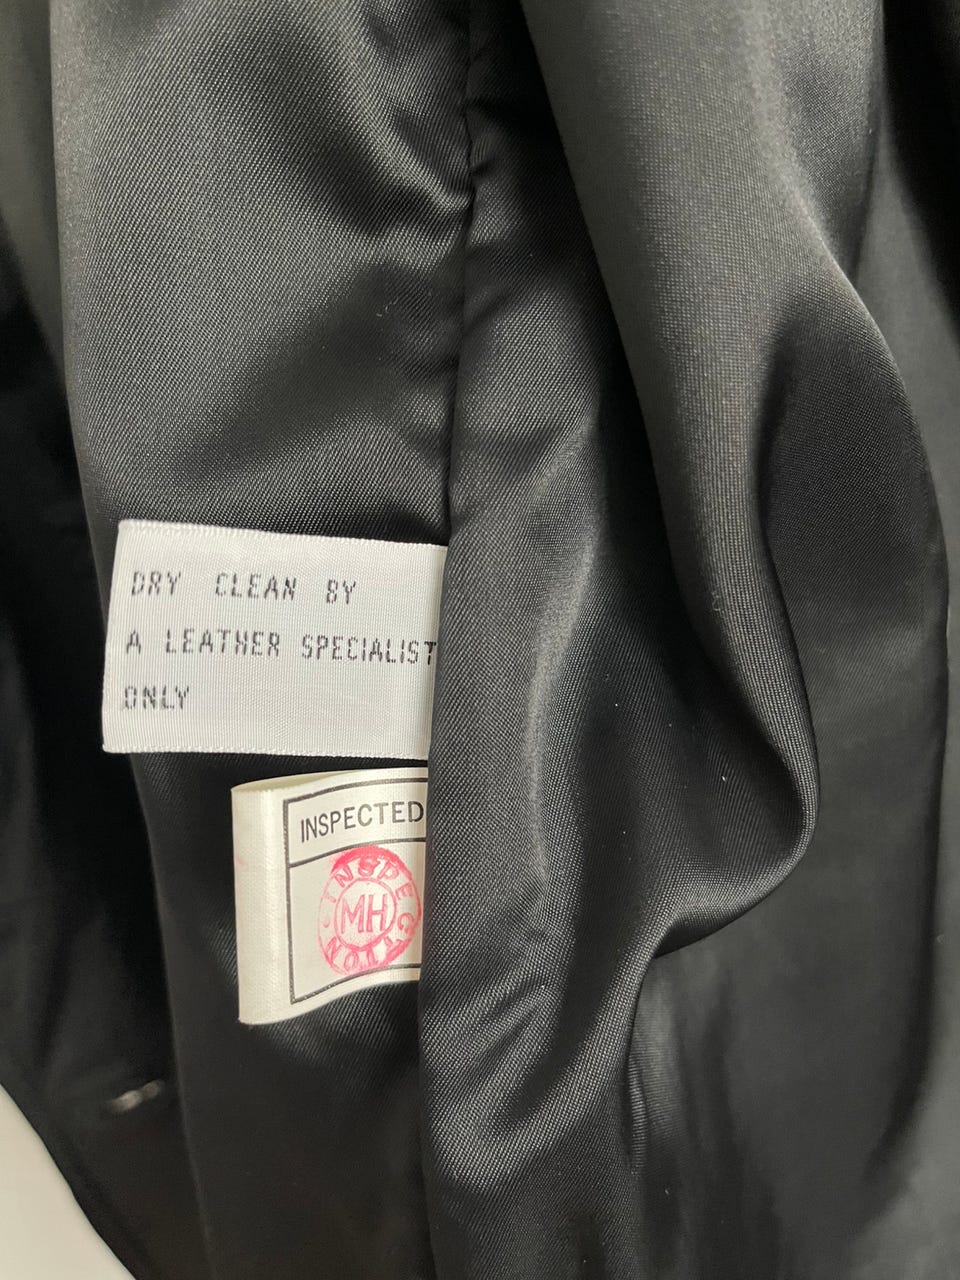 DRY CLEAN BY
A LEATHER SPECIALIST
ONLY
INSPECTED
INSPECTION
MH